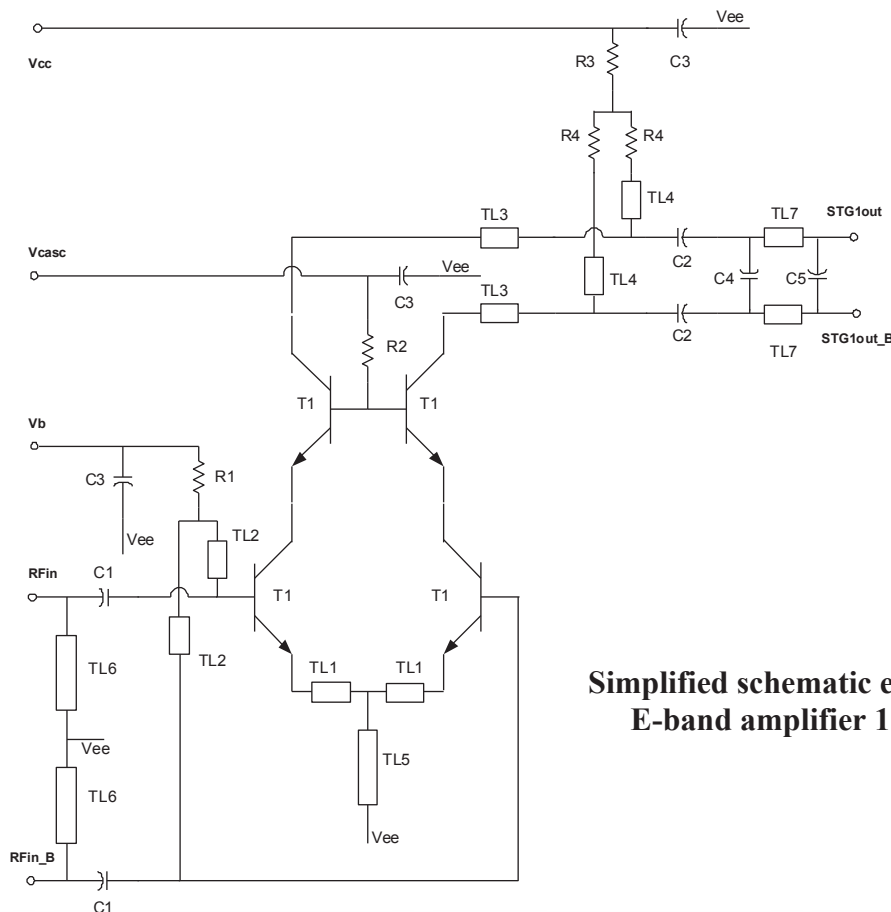 Vee
Vcc
C3
R3
R4
R4
TL4
TL3
TL7
STG1out
Vcasc
Vee
C2
C3
TL4
C4
C5
TL3
R2
C2
TL7
STG1out_B
T1
T1
Vb
R1
C3
TL2
Vee
C1
RFin
T1
T1
TL2
TL6
TL1
TL1
Simplified schematic e
E-band amplifier 1
Vee
TL5
TL6
Vee
RFin_B
C1